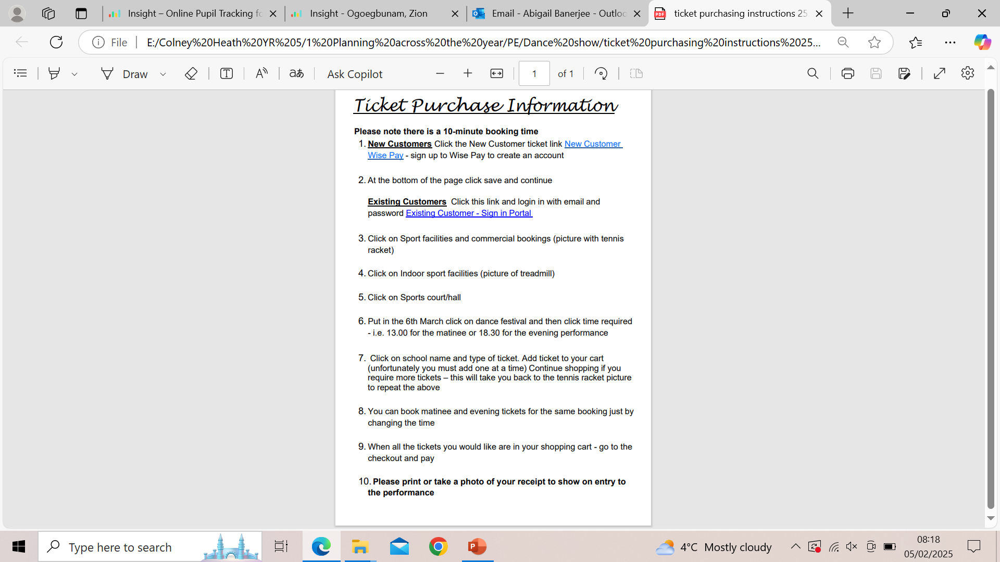 Insight – Online Pupil Tracking fo
Insight - Ogoegbunam, Zion
Email - Abigail Banerjee - Outloo
PDF
ticket purchasing instructions 25
File
E:/Colney%20Heath%20YR%205/1%20Planning%20across%20the%20year/PE/Dance%20show/ticket%20purchasing%20instructions%2025...
Draw
aあ
Ask Copilot
1
of 1
Ticket Purchase Information
Please note there is a 10-minute booking time
1. New Customers Click the New Customer ticket link New Customer
Wise Pay - sign up to Wise Pay to create an account
2. At the bottom of the page click save and continue
Existing Customers Click this link and login in with email and
password Existing Customer - Sign in Portal
3. Click on Sport facilities and commercial bookings (picture with tennis
racket)
4. Click on Indoor sport facilities (picture of treadmill)
5. Click on Sports court/hall
6. Put in the 6th March click on dance festival and then click time required
- i.e. 13.00 for the matinee or 18.30 for the evening performance
7. Click on school name and type of ticket. Add ticket to your cart
(unfortunately you must add one at a time) Continue shopping if you
require more tickets – this will take you back to the tennis racket picture
to repeat the above
8. You can book matinee and evening tickets for the same booking just by
changing the time
9. When all the tickets you would like are in your shopping cart - go to the
checkout and pay
10. Please print or take a photo of your receipt to show on entry to
the performance
Type here to search
4°C Mostly cloudy
08:18
05/02/2025